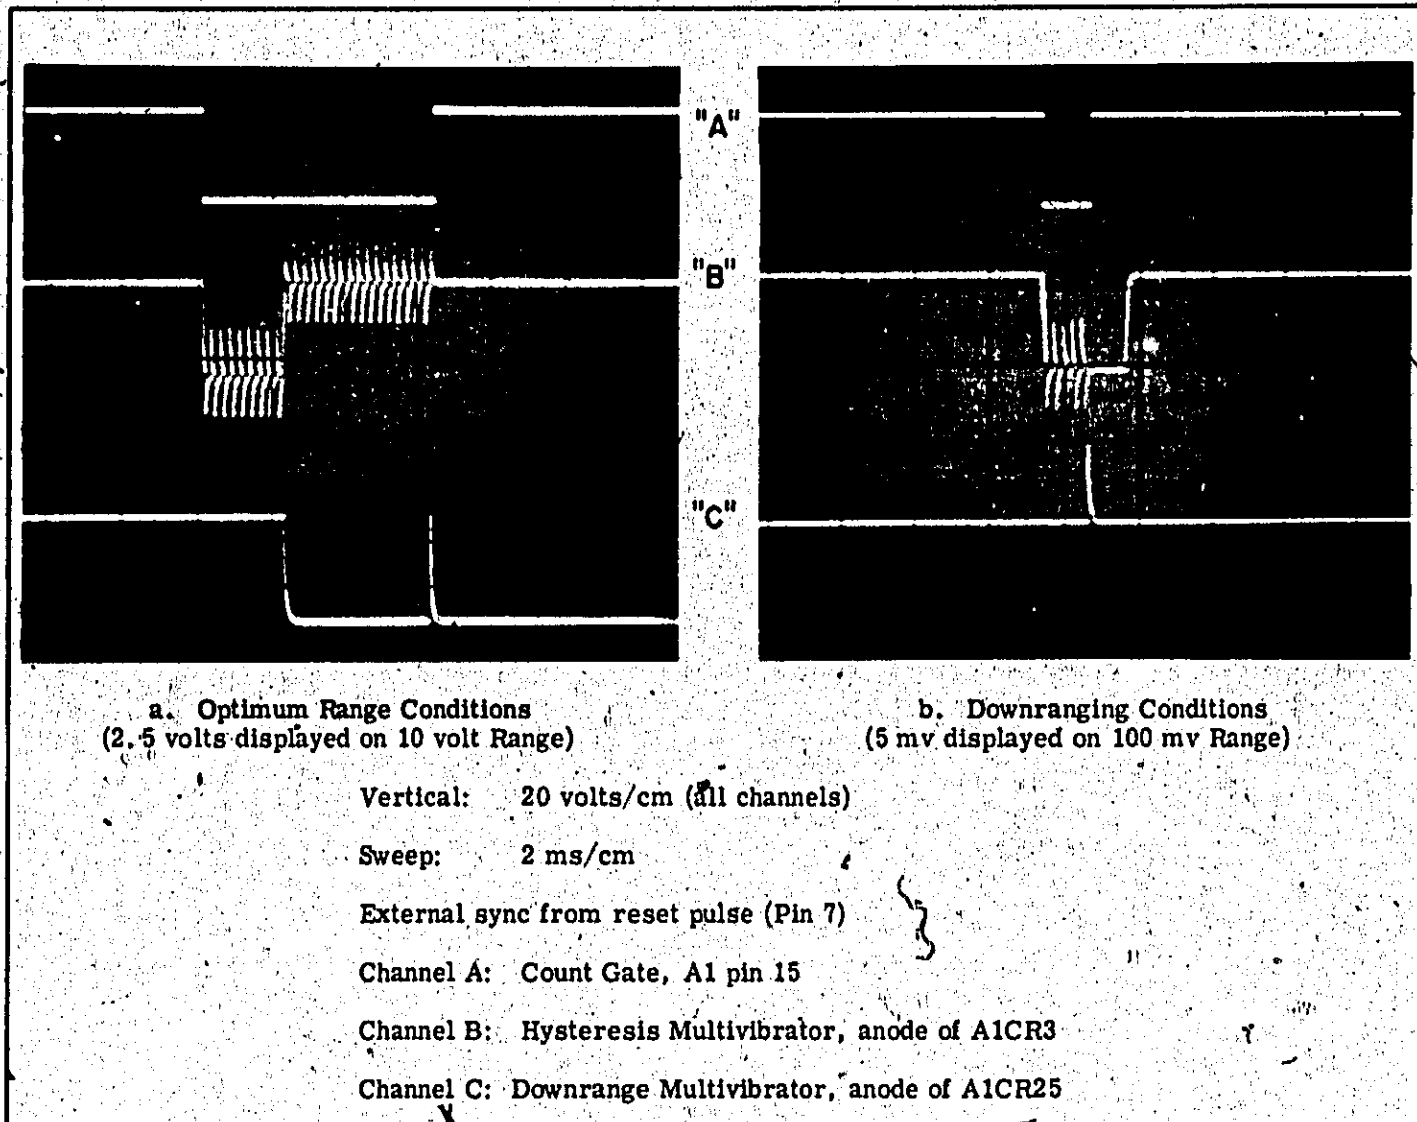 "A"
"B"
"C"
a. Optimum Range Conditions
(2.5 volts displayed on 10 volt Range)
b. Downranging Conditions
(5 mv displayed on 100 mv Range)
Vertical: 20 volts/cm (all channels)
Sweep: 2 ms/cm
External sync from reset pulse (Pin 7)
Channel A: Count Gate, A1 pin 15
Channel B: Hysteresis Multivibrator, anode of A1CR3
Channel C: Downrange Multivibrator, anode of A1CR25